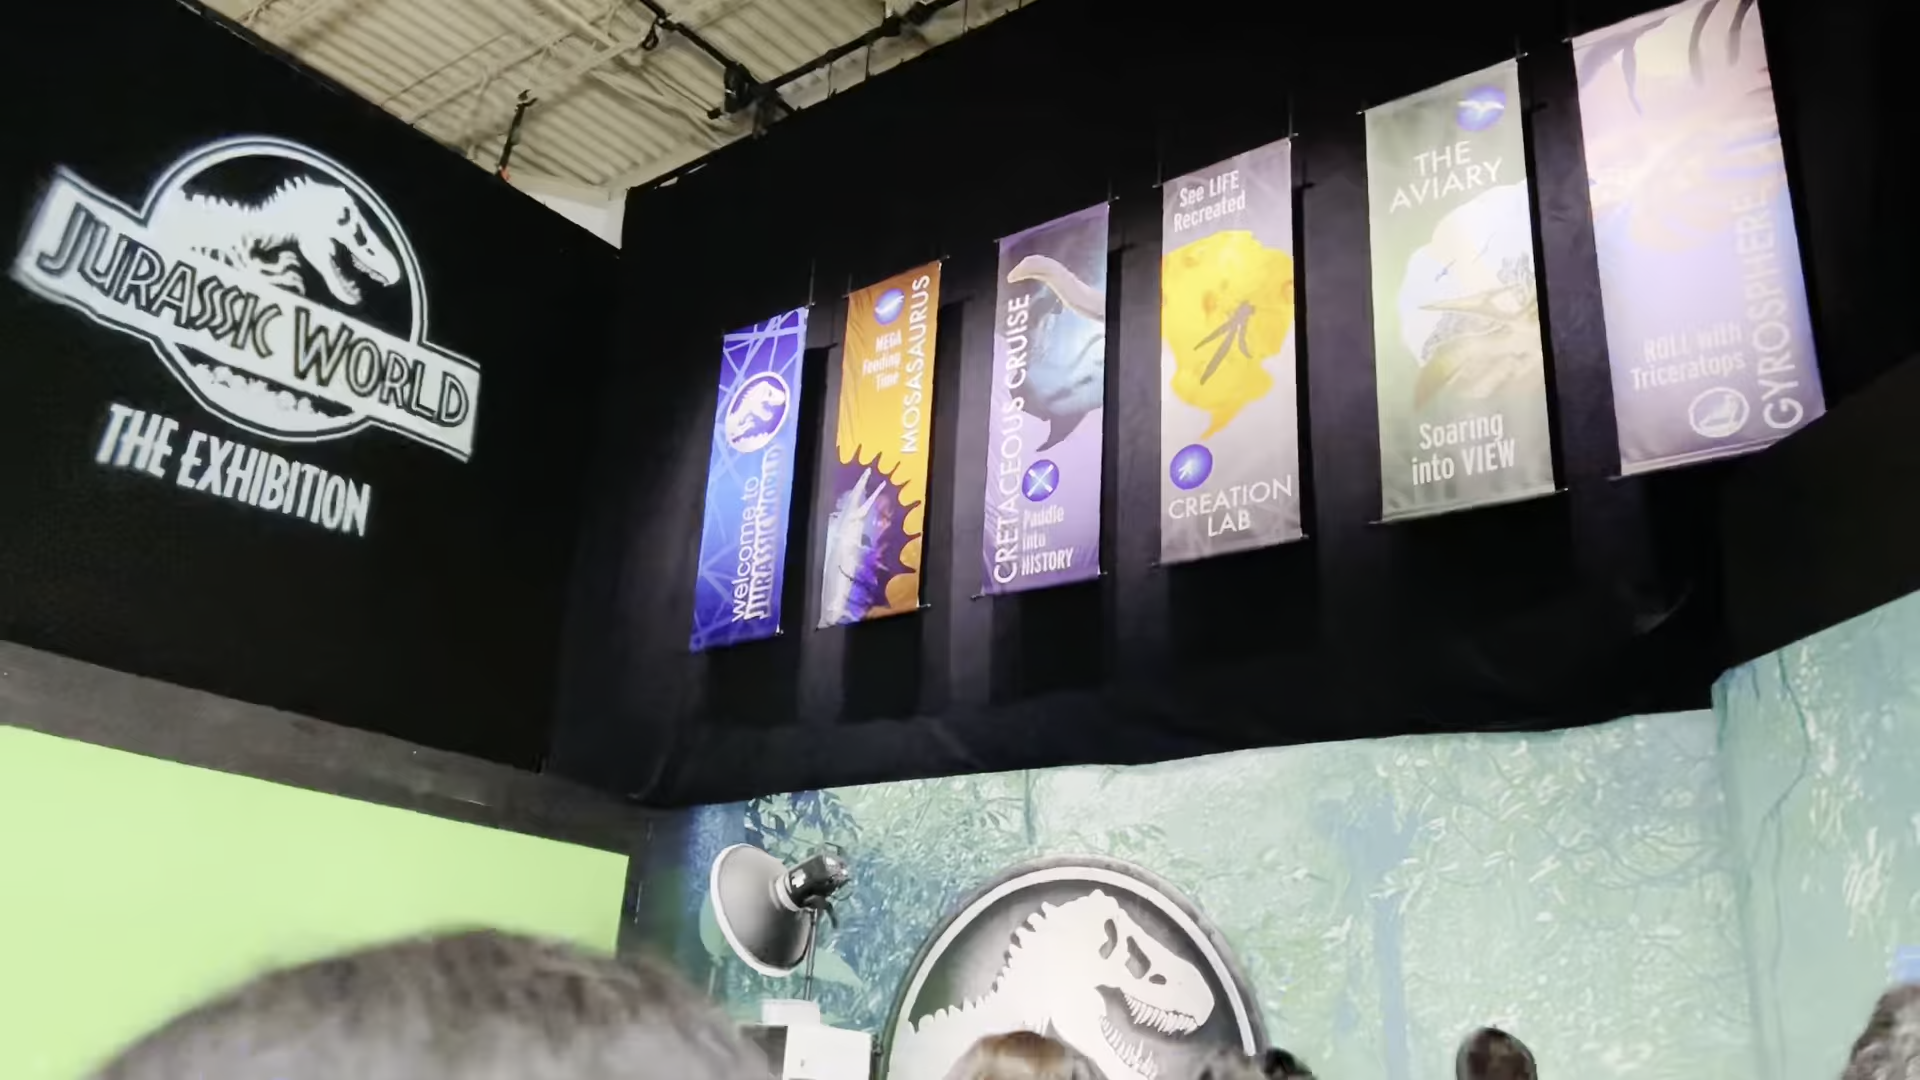 JURASSIC WORLD
THE EXHIBITION
welcome to
JURASSIC WORLD
MEGA
Feeding
Time
MOSASAURUS
CRETACEOUS CRUISE
Paddle
into
HISTORY
See LIFE
Recreated
CREATION
LAB
THE
AVIARY
Soaring
into VIEW
ROLL with
Triceratops